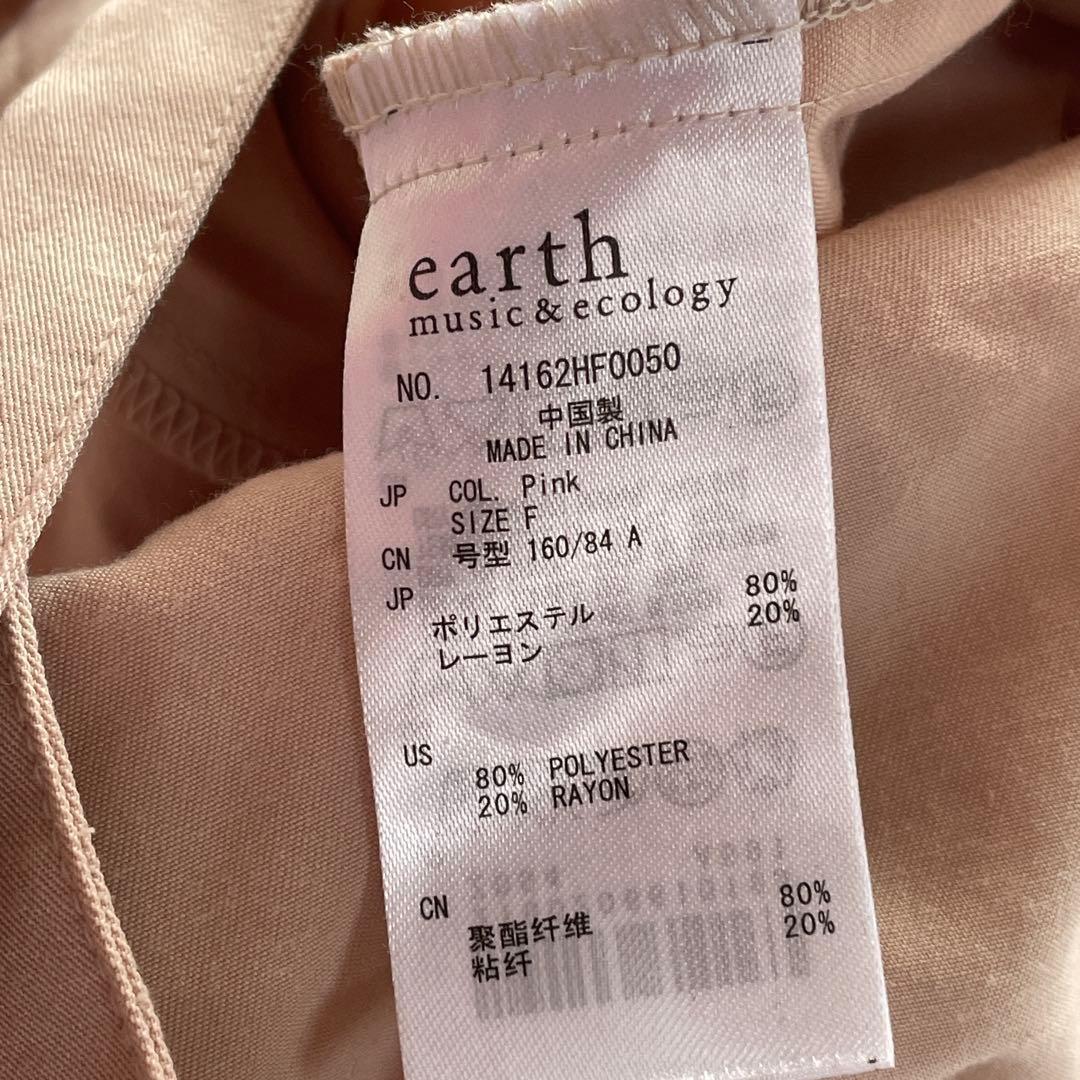 earth
music & ecology
NO. 14162HF0050
中国製
MADE IN CHINA
JP COL. Pink
SIZE F
CN 号型 160/84 A
JP
ポリエステル 80%
レーヨン 20%
US
80% POLYESTER
20% RAYON
CN
聚酯纤维 80%
粘纤 20%